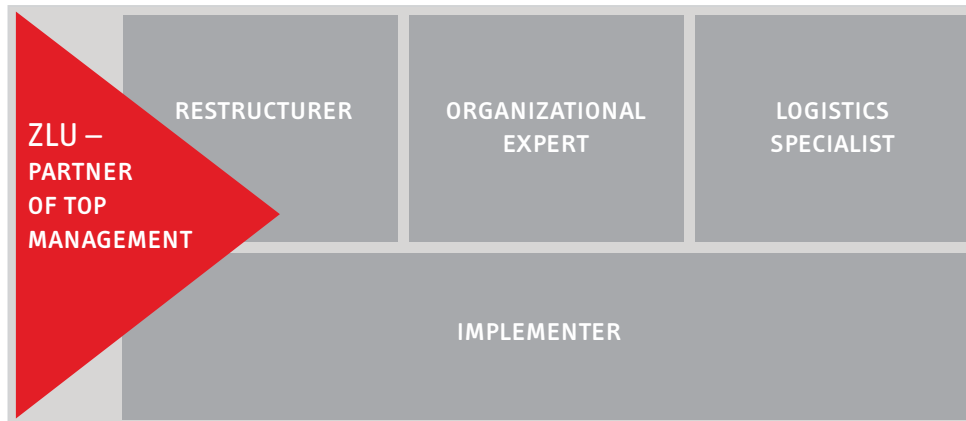 ZLU –
PARTNER
OF TOP
MANAGEMENT
RESTRUCTURER
ORGANIZATIONAL
EXPERT
LOGISTICS
SPECIALIST
IMPLEMENTER